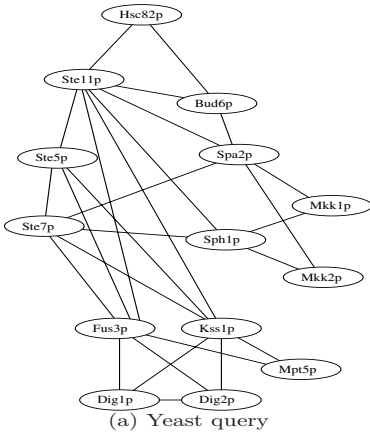 Hsc82p
Ste11p
Bud6p
Ste5p
Spa2p
Mkk1p
Ste7p
Sph1p
Mkk2p
Fus3p
Kss1p
Mpt5p
Dig1p
Dig2p
(a) Yeast query